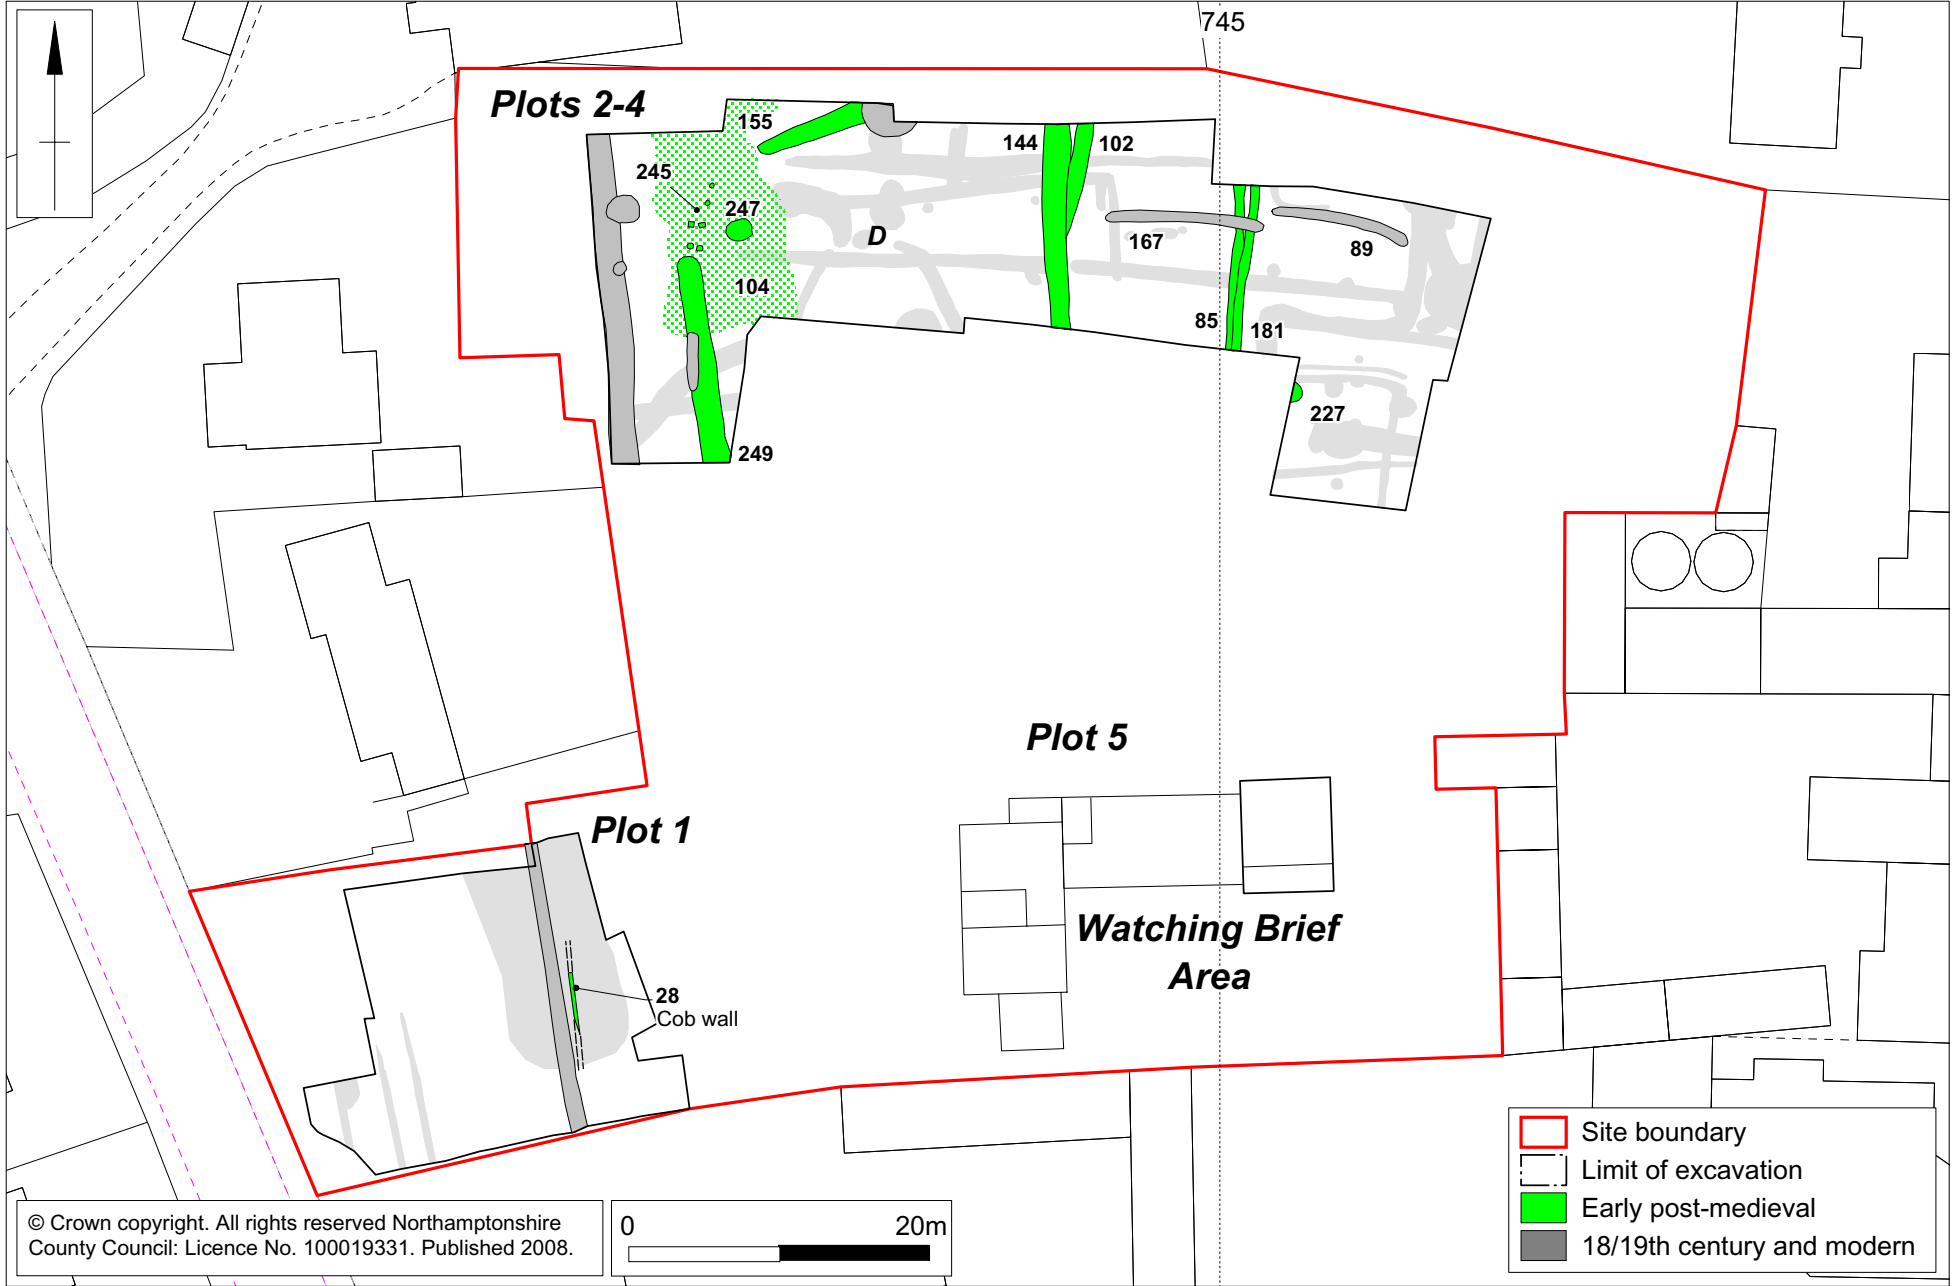 745
Plots 2-4
155
144
102
245
247
D
167
89
104
85
181
227
249
Plot 5
Plot 1
Watching Brief
Area
28
Cob wall
Site boundary
Limit of excavation
Early post-medieval
18/19th century and modern
© Crown copyright. All rights reserved Northamptonshire
County Council: Licence No. 100019331. Published 2008.
0 20m